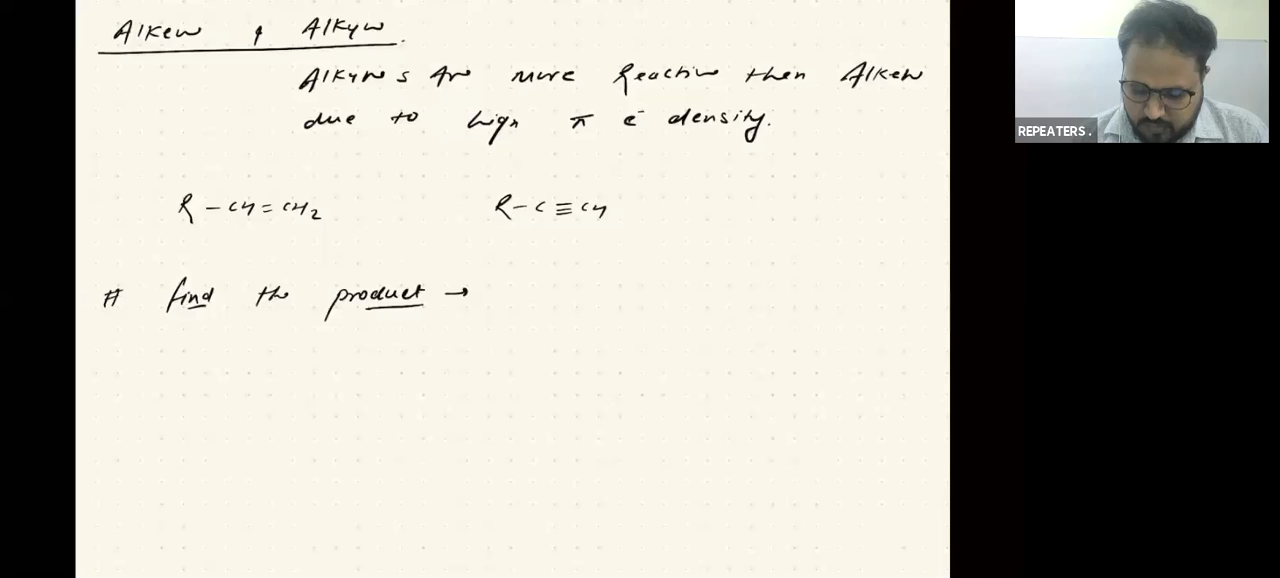 Alkene & Alkyne.
Alkynes are more Reactive then Alkene
due to high π e⁻ density.
R-CH=CH₂ R-C≡CH
# find the product →
REPEATERS .